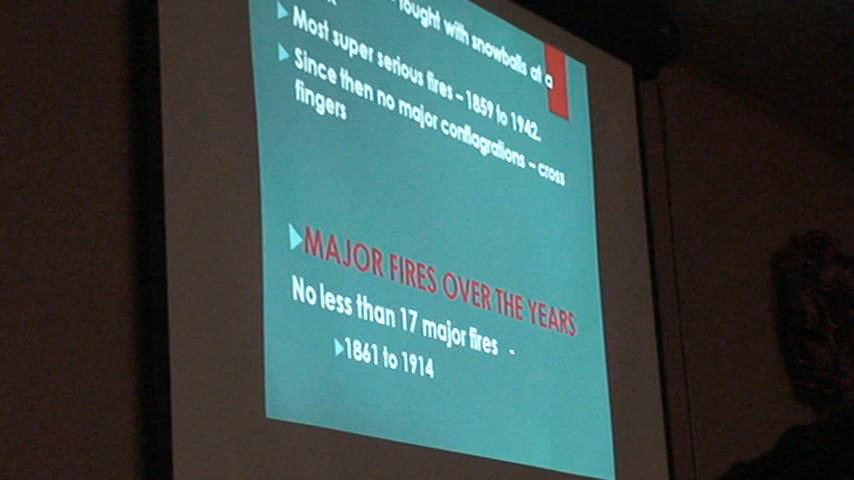 fought with snowballs at a
Most super serious fires – 1859 to 1942.
Since then no major conflagrations – cross
fingers
MAJOR FIRES OVER THE YEARS
No less than 17 major fires -
1861 to 1914